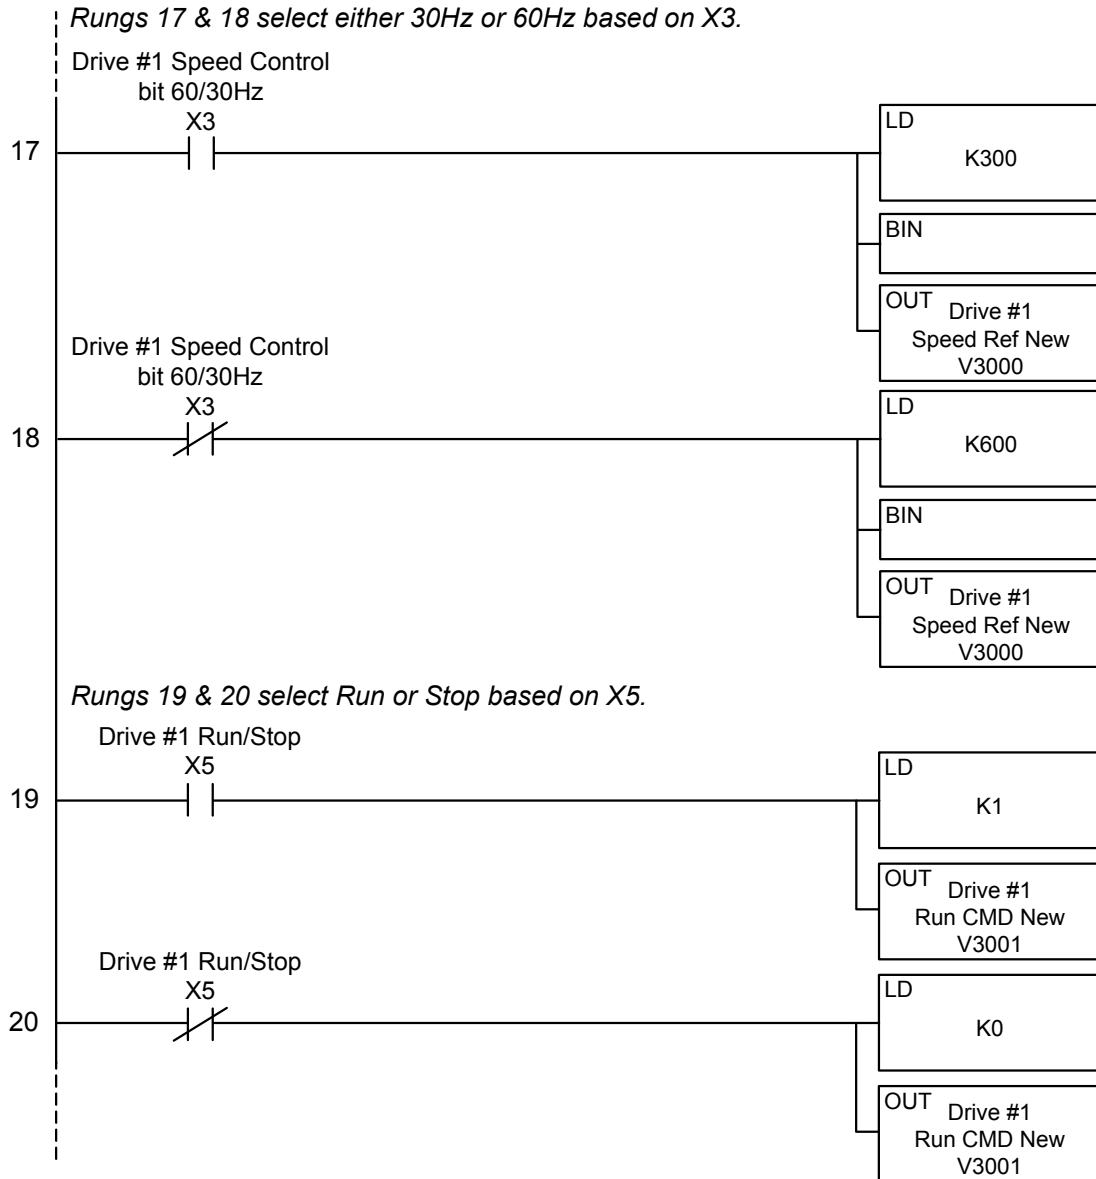 Rungs 17 & 18 select either 30Hz or 60Hz based on X3.
Drive #1 Speed Control
bit 60/30Hz
X3
17
LD
K300
BIN
OUT
Drive #1
Speed Ref New
V3000
Drive #1 Speed Control
bit 60/30Hz
X3
18
LD
K600
BIN
OUT
Drive #1
Speed Ref New
V3000
Rungs 19 & 20 select Run or Stop based on X5.
Drive #1 Run/Stop
X5
19
LD
K1
OUT
Drive #1
Run CMD New
V3001
Drive #1 Run/Stop
X5
20
LD
K0
OUT
Drive #1
Run CMD New
V3001